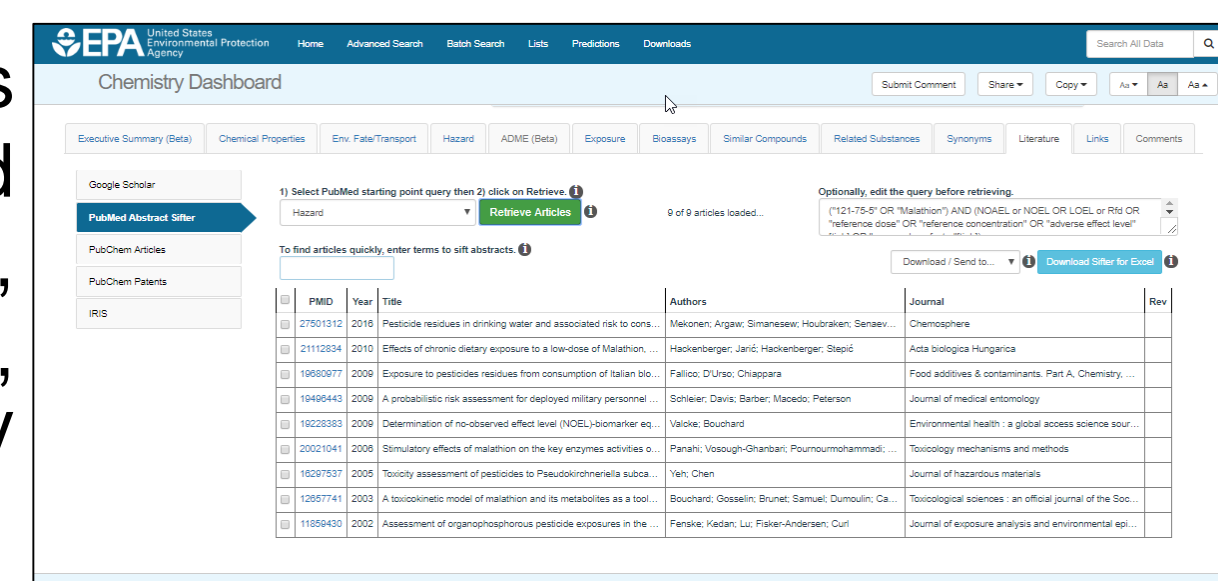 s
d
,
,
y
EPA United States
Environmental Protection
Agency
Home Advanced Search Batch Search Lists Predictions Downloads
Search All Data
Chemistry Dashboard
Submit Comment Share Copy Aa Aa Aa
Executive Summary (Beta) Chemical Properties Env. Fate/Transport Hazard ADME (Beta) Exposure Bioassays Similar Compounds Related Substances Synonyms Literature Links Comments
Google Scholar
PubMed Abstract Sifter
PubChem Articles
PubChem Patents
IRIS
1) Select PubMed starting point query then 2) click on Retrieve.
Hazard Retrieve Articles 9 of 9 articles loaded...
Optionally, edit the query before retrieving.
("121-75-5" OR "Malathion") AND (NOAEL or NOEL OR LOEL or Rfd OR
"reference dose" OR "reference concentration" OR "adverse effect level"
To find articles quickly, enter terms to sift abstracts.
Download / Send to... Download Sifter for Excel
PMID Year Title Authors Journal Rev
27501312 2016 Pesticide residues in drinking water and associated risk to cons... Mekonen; Argaw; Simanesew; Houbraken; Senaev... Chemosphere
21112834 2010 Effects of chronic dietary exposure to a low-dose of Malathion, ... Hackenberger; Jarić; Hackenberger; Stepić Acta biologica Hungarica
19680977 2009 Exposure to pesticides residues from consumption of Italian blo... Fallico; D'Urso; Chiappara Food additives & contaminants. Part A, Chemistry, ...
19496443 2009 A probabilistic risk assessment for deployed military personnel ... Schleier; Davis; Barber; Macedo; Peterson Journal of medical entomology
19228383 2009 Determination of no-observed effect level (NOEL)-biomarker eq... Valcke; Bouchard Environmental health : a global access science sour...
20021041 2006 Stimulatory effects of malathion on the key enzymes activities o... Panahi; Vosough-Ghanbari; Pournourmohammadi; ... Toxicology mechanisms and methods
16297537 2005 Toxicity assessment of pesticides to Pseudokirchneriella subca... Yeh; Chen Journal of hazardous materials
12657741 2003 A toxicokinetic model of malathion and its metabolites as a tool... Bouchard; Gosselin; Brunet; Samuel; Dumoulin; Ca... Toxicological sciences : an official journal of the Soc...
11859430 2002 Assessment of organophosphorous pesticide exposures in the ... Fenske; Kedan; Lu; Fisker-Andersen; Curl Journal of exposure analysis and environmental epi...